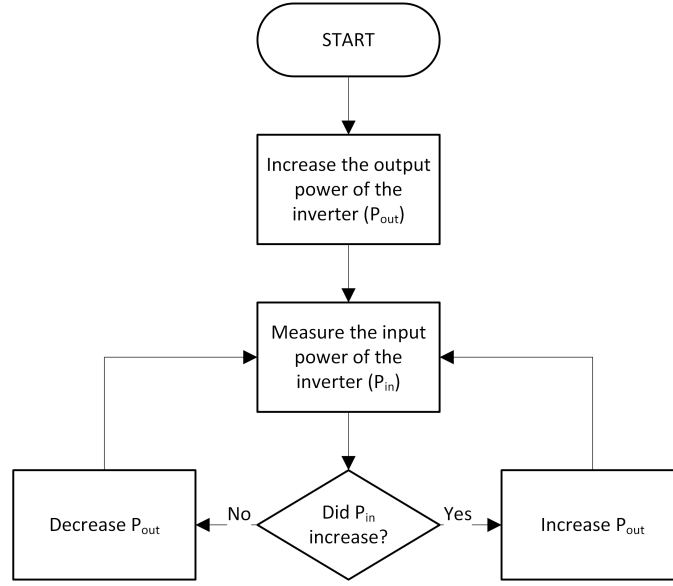 START
Increase the output
power of the
inverter (Pout)
Measure the input
power of the
inverter (Pin)
Decrease Pout
No
Did Pin
increase?
Yes
Increase Pout